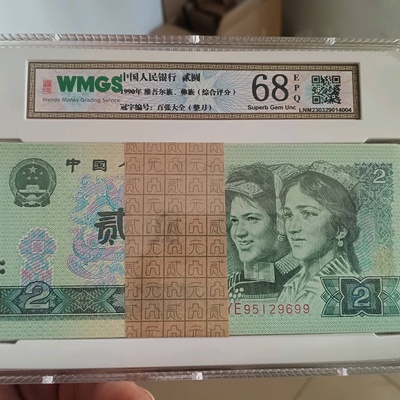 WMGS 中国人民银行 贰圆
1990年 维吾尔族、彝族（综合评分）
Wende Money Grading Service
冠字编号：百张大全（整刀）
68 EPQ
Superb Gem Unc
LNM230329014004
中国人
贰
2
2
2
YE95129699